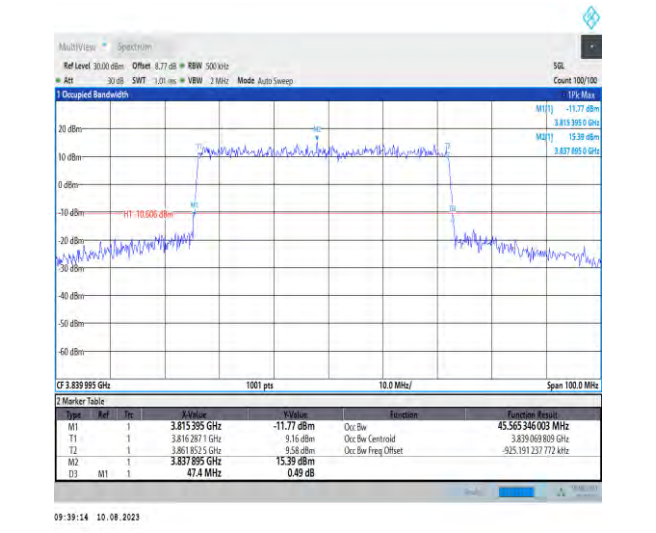 MultiView Spectrum
Ref Level 30.00 dBm Offset 8.77 dB RBW 500 kHz SGL
Att 30 dB SWT 1.01 ms VBW 2 MHz Mode Auto Sweep Count 100/100
1 Occupied Bandwidth 1Pk Max
M1[1] -11.77 dBm
3.815 395 0 GHz
M2[1] 15.39 dBm
3.837 895 0 GHz
20 dBm
M2
T1 T2
10 dBm
0 dBm
M1
D3
-10 dBm
H1 -10.606 dBm
-20 dBm
-30 dBm
-40 dBm
-50 dBm
-60 dBm
CF 3.839 995 GHz 1001 pts 10.0 MHz/ Span 100.0 MHz
2 Marker Table
Type Ref Trc X-Value Y-Value Function Function Result
M1 1 3.815 395 GHz -11.77 dBm Occ Bw 45.565 346 003 MHz
T1 1 3.816 287 1 GHz 9.16 dBm Occ Bw Centroid 3.839 069 809 GHz
T2 1 3.861 852 5 GHz 9.58 dBm Occ Bw Freq Offset -925.191 237 772 kHz
M2 1 3.837 895 GHz 15.39 dBm
D3 M1 1 47.4 MHz 0.49 dB
09:39:14 10.08.2023